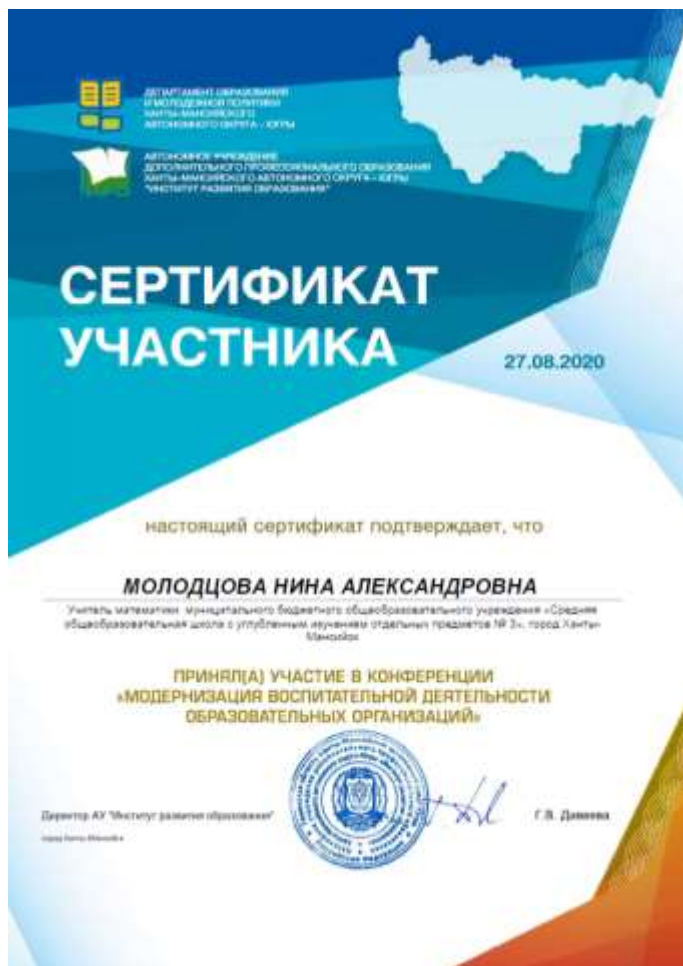 ДЕПАРТАМЕНТ ОБРАЗОВАНИЯ
И МОЛОДЕЖНОЙ ПОЛИТИКИ
ХАНТЫ-МАНСИЙСКОГО
АВТОНОМНОГО ОКРУГА – ЮГРЫ
АВТОНОМНОЕ УЧРЕЖДЕНИЕ
ДОПОЛНИТЕЛЬНОГО ПРОФЕССИОНАЛЬНОГО ОБРАЗОВАНИЯ
ХАНТЫ-МАНСИЙСКОГО АВТОНОМНОГО ОКРУГА – ЮГРЫ
"ИНСТИТУТ РАЗВИТИЯ ОБРАЗОВАНИЯ"
СЕРТИФИКАТ
УЧАСТНИКА
27.08.2020
настоящий сертификат подтверждает, что
МОЛОДЦОВА НИНА АЛЕКСАНДРОВНА
Учитель математики муниципального бюджетного общеобразовательного учреждения «Средняя
общеобразовательная школа с углубленным изучением отдельных предметов № 3», город Ханты-
Мансийск
ПРИНЯЛ(А) УЧАСТИЕ В КОНФЕРЕНЦИИ
«МОДЕРНИЗАЦИЯ ВОСПИТАТЕЛЬНОЙ ДЕЯТЕЛЬНОСТИ
ОБРАЗОВАТЕЛЬНЫХ ОРГАНИЗАЦИЙ»
Директор АУ "Институт развития образования"
Г.В. Дивеева
город Ханты-Мансийск